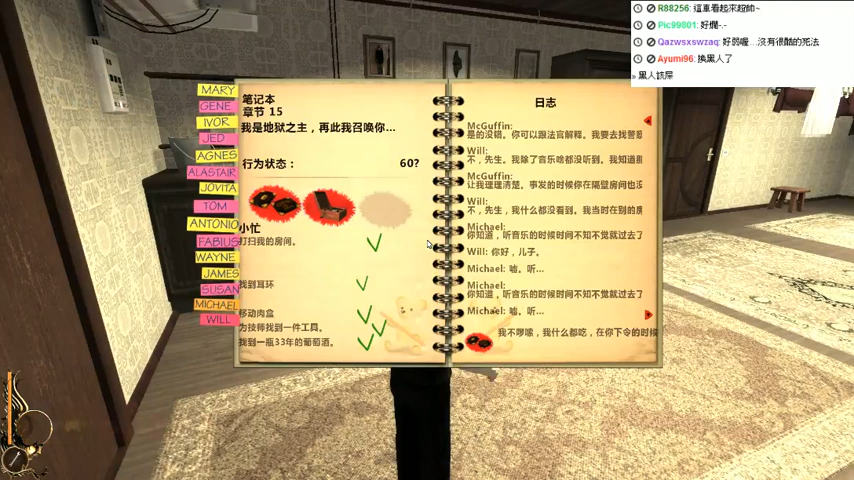 R88256: 這車看起來超帥~
Pic99801: 好爛-.-
Qazwsxswzaq: 好弱喔...沒有很酷的死法
Ayumi96: 換黑人了
» 黑人該屎
MARY
GENE
IVOR
JED
AGNES
ALASTAIR
JOVITA
TOM
ANTONIO
FABIUS
WAYNE
JAMES
SUSAN
MICHAEL
WILL
笔记本
章节 15
我是地狱之主，再此我召唤你...
行为状态：
60?
小忙
打扫我的房间。
找到耳环
移动肉盒
为技师找到一件工具。
找到一瓶33年的葡萄酒。
日志
McGuffin:
是的没错。你可以跟法官解释。我要去找警
Will:
不，先生。我除了音乐啥都没听到。我知道
McGuffin:
让我理理清楚。事发的时候你在隔壁房间也没
Will:
不，先生，我什么都没看到。我当时在别的房
Michael:
你知道，听音乐的时候时间不知不觉就过去了
Will: 你好，儿子。
Michael: 嘘。听...
Michael:
你知道，听音乐的时候时间不知不觉就过去了
Michael: 嘘。听...
我不啰嗦，我什么都吃，在你下令的时候